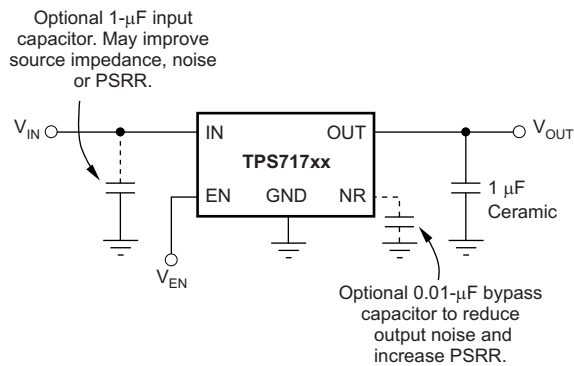 Optional 1-μF input
capacitor. May improve
source impedance, noise
or PSRR.
V_IN
IN
OUT
V_OUT
TPS717xx
EN
GND
NR
1 μF
Ceramic
V_EN
Optional 0.01-μF bypass
capacitor to reduce
output noise and
increase PSRR.